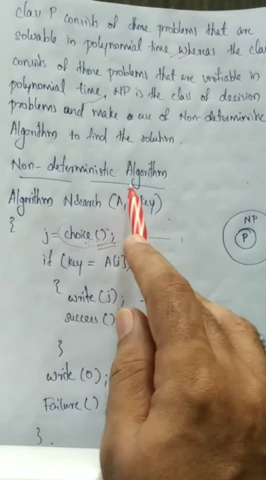 class P consists of those problems that are
solvable in polynomial time whereas the clas
consists of those problems that are verifiable in
polynomial time. NP is the class of decision
problems and make use of Non-deterministic
Algorithm to find the solution.
Non-deterministic Algorithm
Algorithm Nsearch (A, key)
{
j = choice();
if (key = A[j]
{
write(j);
success()
}
write(0);
Failure()
}.
NP
P